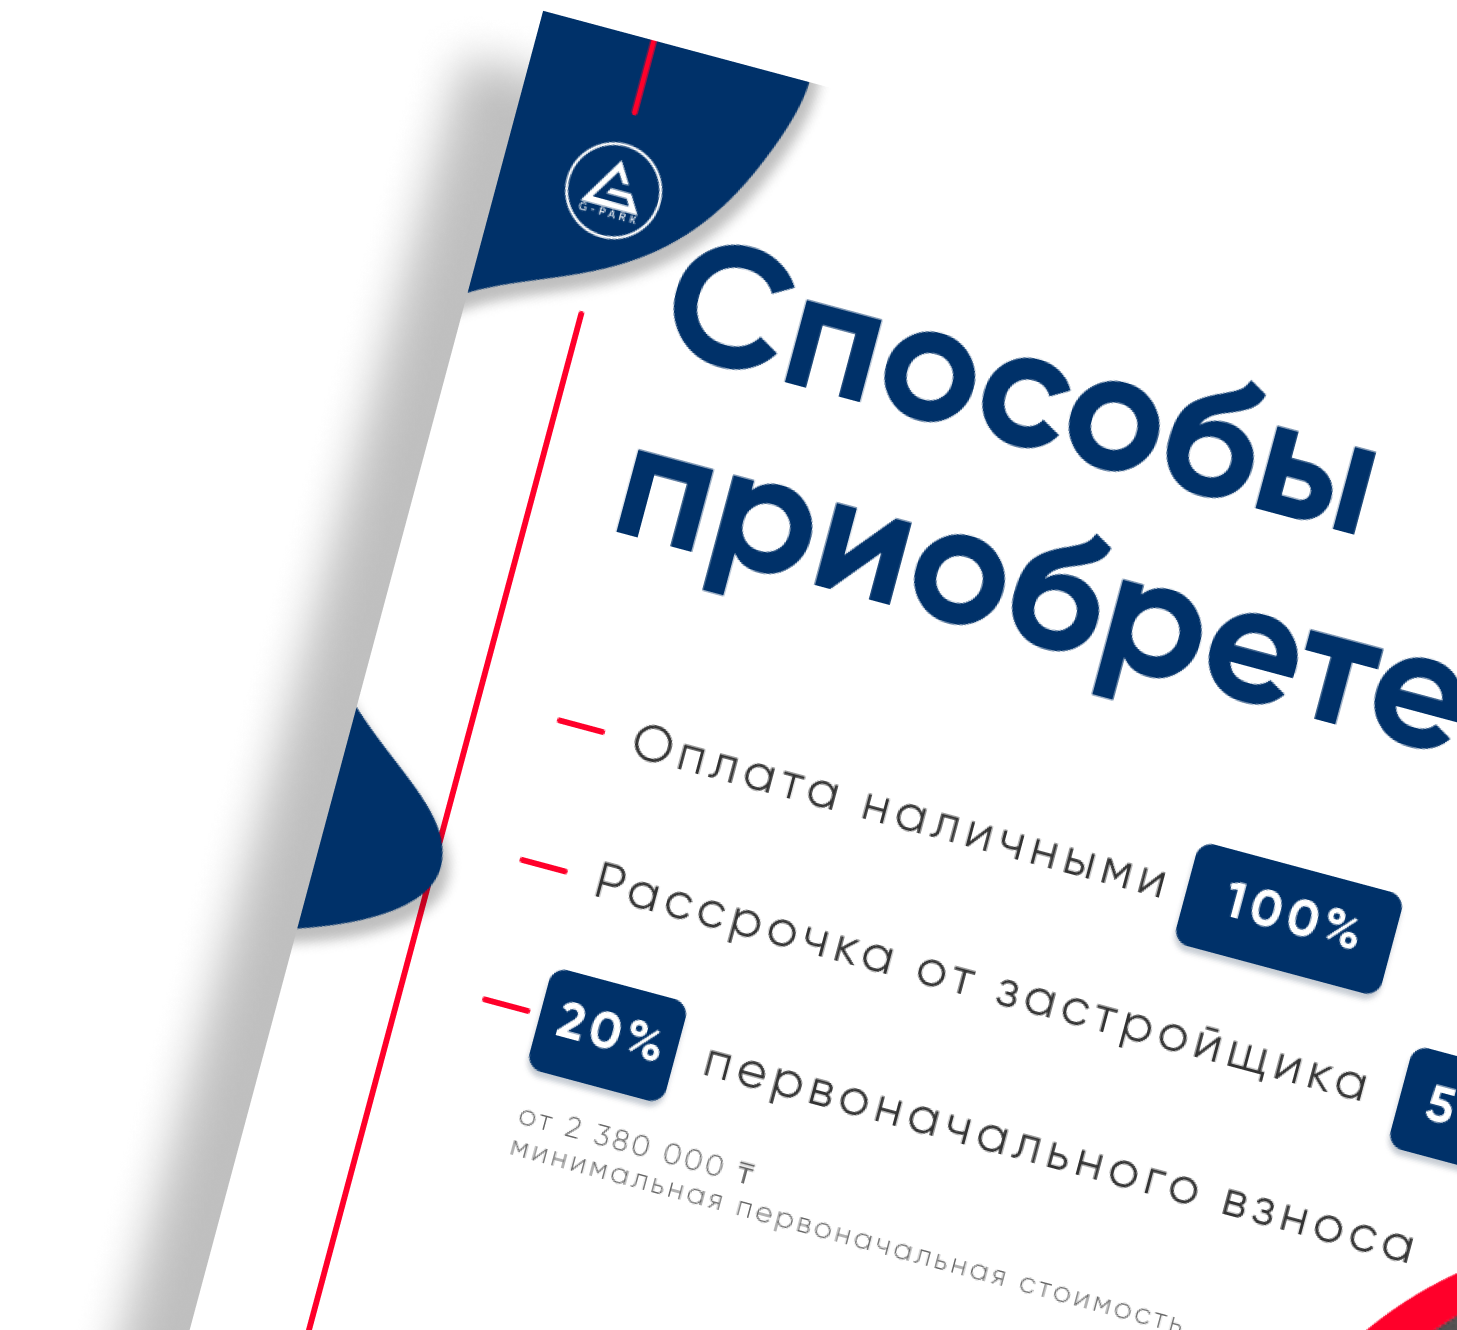 G-PARK
Способы
приобрете
Оплата наличными 100%
Рассрочка от застройщика 5
20% первоначального взноса
от 2 380 000 ₸
минимальная первоначальная стоимость